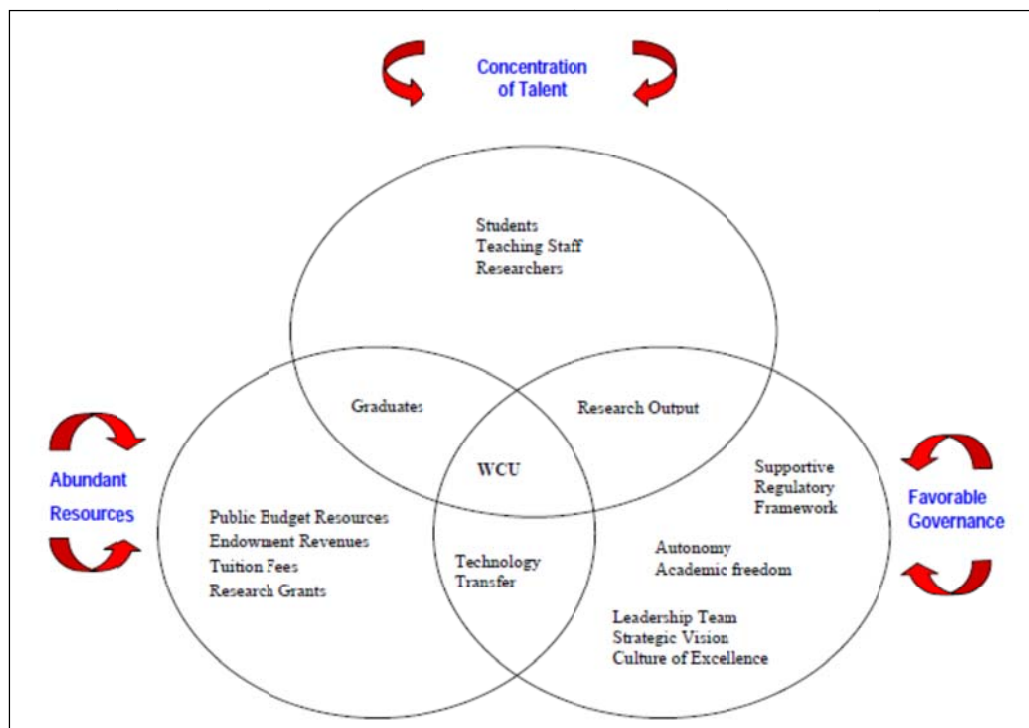 Concentration
of Talent
Students
Teaching Staff
Researchers
Graduates
Research Output
WCU
Abundant
Resources
Public Budget Resources
Endowment Revenues
Tuition Fees
Research Grants
Technology
Transfer
Supportive
Regulatory
Framework
Autonomy
Academic freedom
Leadership Team
Strategic Vision
Culture of Excellence
Favorable
Governance